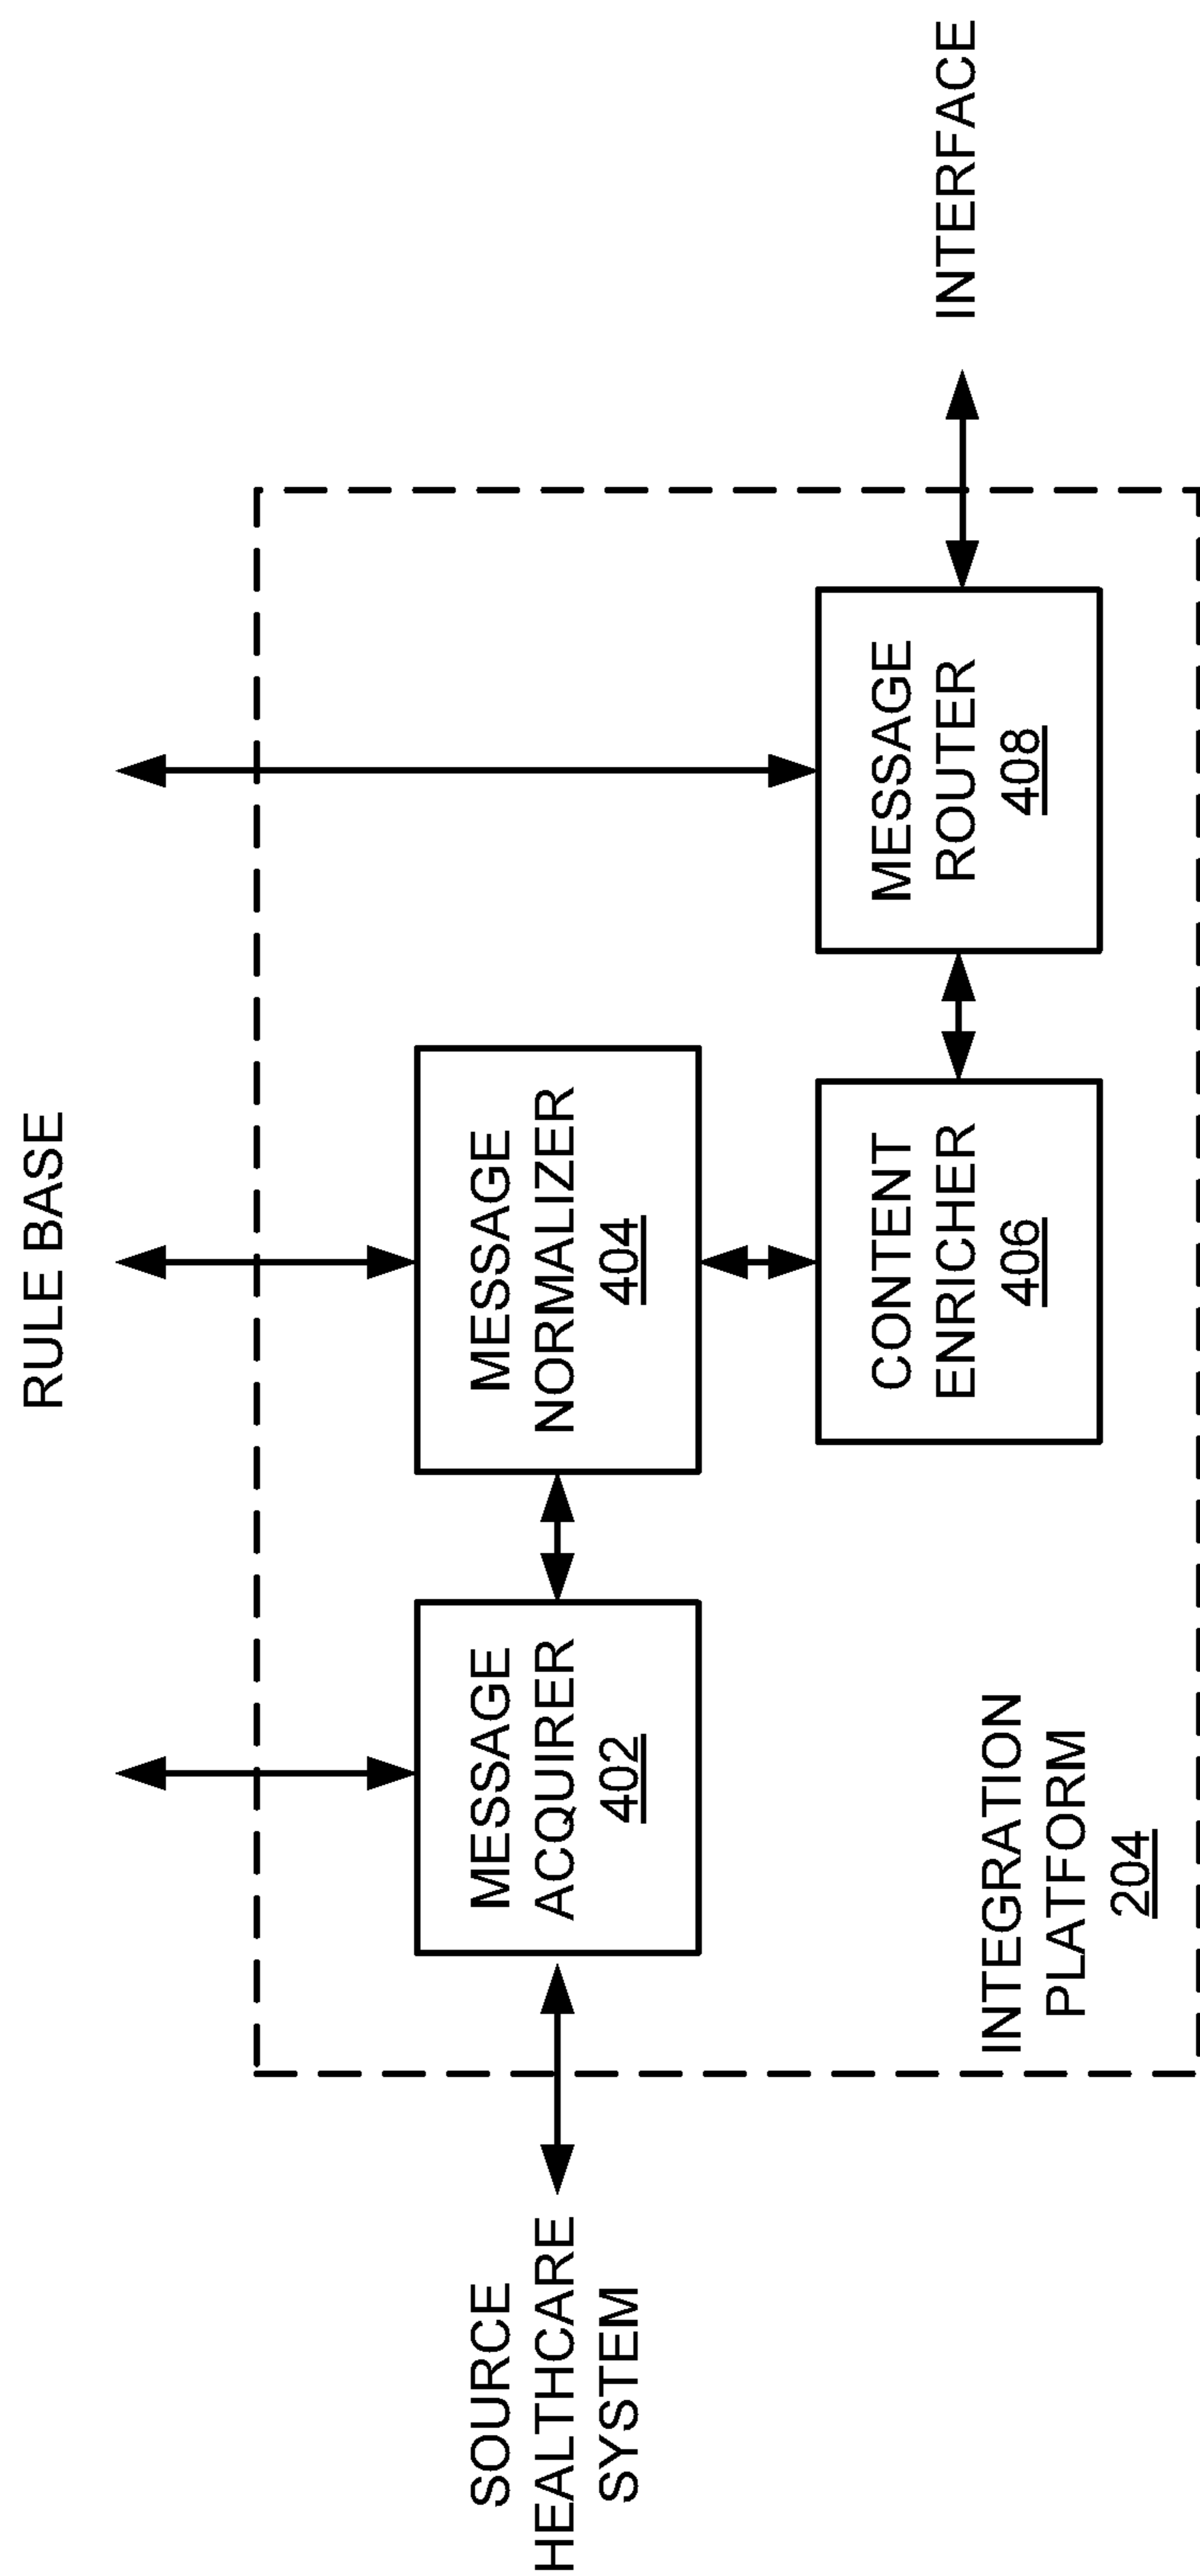 RULE BASE
SOURCE
HEALTHCARE
SYSTEM
MESSAGE
ACQUIRER
402
MESSAGE
NORMALIZER
404
CONTENT
ENRICHER
406
MESSAGE
ROUTER
408
INTERFACE
INTEGRATION
PLATFORM
204